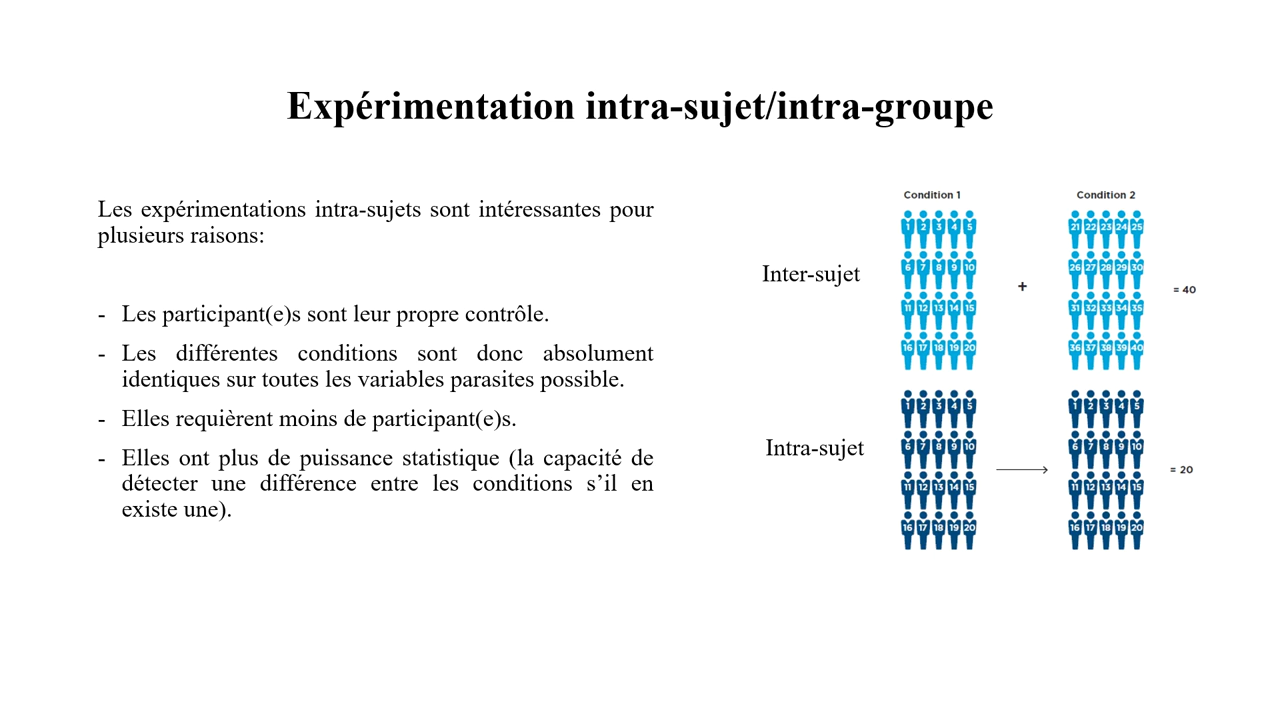 Expérimentation intra-sujet/intra-groupe
Les expérimentations intra-sujets sont intéressantes pour
plusieurs raisons:
- Les participant(e)s sont leur propre contrôle.
- Les différentes conditions sont donc absolument
identiques sur toutes les variables parasites possible.
- Elles requièrent moins de participant(e)s.
- Elles ont plus de puissance statistique (la capacité de
détecter une différence entre les conditions s’il en
existe une).
Condition 1 Condition 2
Inter-sujet
1 2 3 4 5 21 22 23 24 25
6 7 8 9 10 26 27 28 29 30
+ = 40
11 12 13 14 15 31 32 33 34 35
16 17 18 19 20 36 37 38 39 40
Intra-sujet
1 2 3 4 5 1 2 3 4 5
6 7 8 9 10 6 7 8 9 10
= 20
11 12 13 14 15 11 12 13 14 15
16 17 18 19 20 16 17 18 19 20